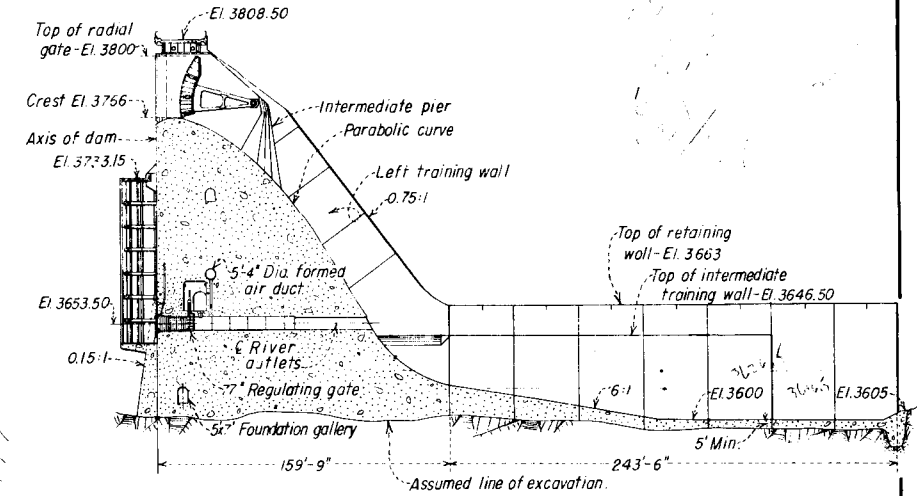 El. 3808.50
Top of radial
gate-El. 3800
Crest El. 3756
Axis of dam
El. 3733.15
Intermediate pier
Parabolic curve
Left training wall
0.75:1
5'-4" Dia. formed
air duct
Top of retaining
wall-El. 3663
Top of intermediate
training wall-El. 3646.50
El. 3653.50
0.15:1
℄ River
outlets
77" Regulating gate
5'x7' Foundation gallery
6:1
El. 3600
El. 3605
5' Min.
159'-9"
243'-6"
Assumed line of excavation.